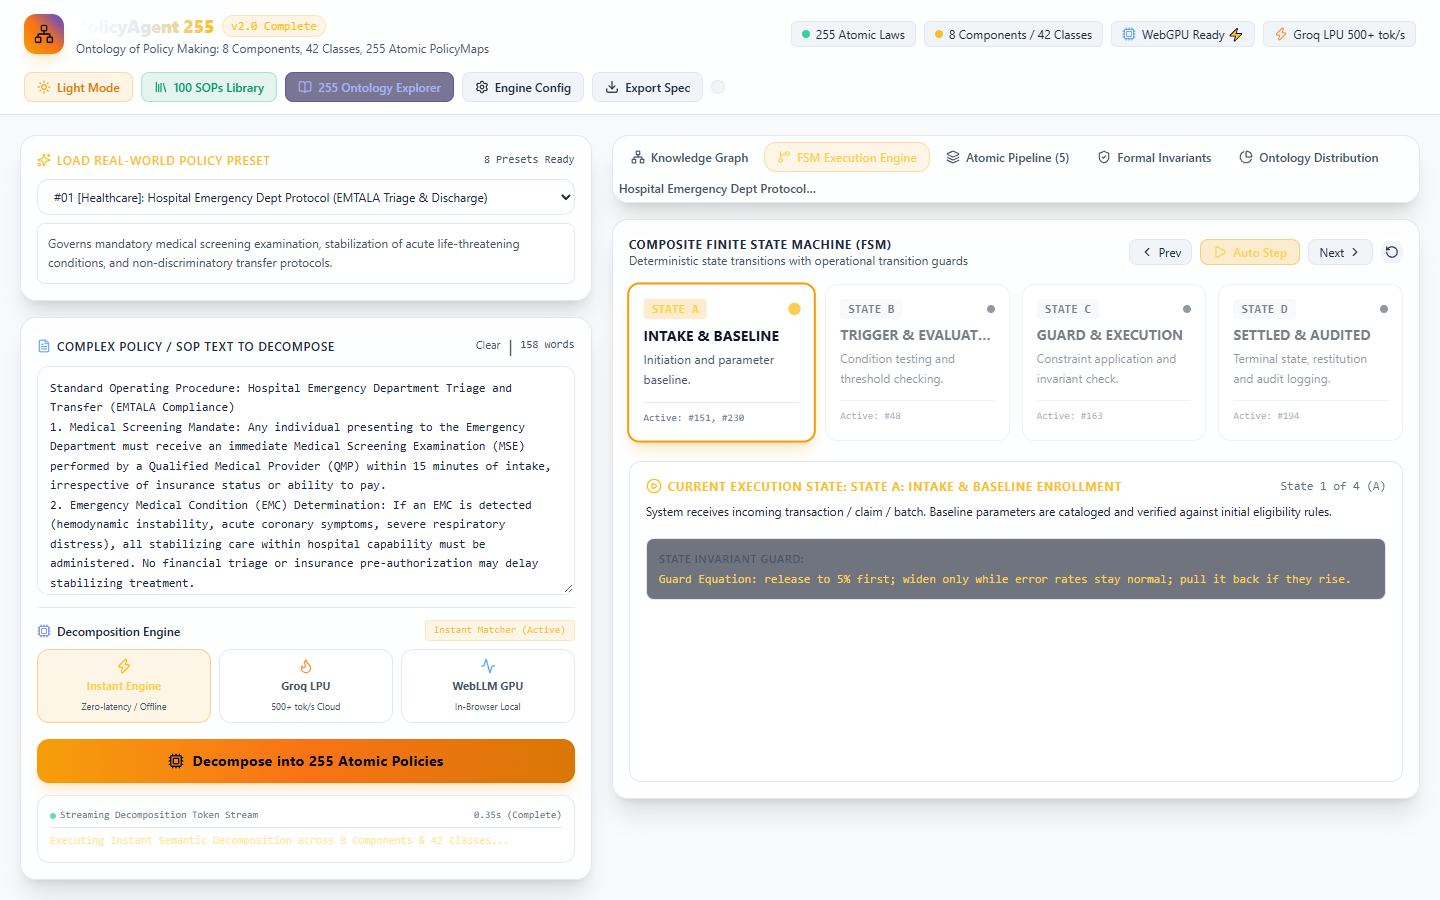 PolicyAgent 255
v2.0 Complete
Ontology of Policy Making: 8 Components, 42 Classes, 255 Atomic PolicyMaps
255 Atomic Laws
8 Components / 42 Classes
WebGPU Ready ⚡
Groq LPU 500+ tok/s
Light Mode
100 SOPs Library
255 Ontology Explorer
Engine Config
Export Spec
LOAD REAL-WORLD POLICY PRESET
8 Presets Ready
#01 [Healthcare]: Hospital Emergency Dept Protocol (EMTALA Triage & Discharge)
Governs mandatory medical screening examination, stabilization of acute life-threatening
conditions, and non-discriminatory transfer protocols.
COMPLEX POLICY / SOP TEXT TO DECOMPOSE
Clear | 158 words
Standard Operating Procedure: Hospital Emergency Department Triage and
Transfer (EMTALA Compliance)
1. Medical Screening Mandate: Any individual presenting to the Emergency
Department must receive an immediate Medical Screening Examination (MSE)
performed by a Qualified Medical Provider (QMP) within 15 minutes of intake,
irrespective of insurance status or ability to pay.
2. Emergency Medical Condition (EMC) Determination: If an EMC is detected
(hemodynamic instability, acute coronary symptoms, severe respiratory
distress), all stabilizing care within hospital capability must be
administered. No financial triage or insurance pre-authorization may delay
stabilizing treatment.
Decomposition Engine
Instant Matcher (Active)
Instant Engine
Zero-latency / Offline
Groq LPU
500+ tok/s Cloud
WebLLM GPU
In-Browser Local
Decompose into 255 Atomic Policies
Streaming Decomposition Token Stream
0.35s (Complete)
Executing Instant Semantic Decomposition across 8 Components & 42 Classes...
Knowledge Graph
FSM Execution Engine
Atomic Pipeline (5)
Formal Invariants
Ontology Distribution
Hospital Emergency Dept Protocol...
COMPOSITE FINITE STATE MACHINE (FSM)
Deterministic state transitions with operational transition guards
Prev
Auto Step
Next
STATE A
INTAKE & BASELINE
Initiation and parameter
baseline.
Active: #151, #230
STATE B
TRIGGER & EVALUAT...
Condition testing and
threshold checking.
Active: #48
STATE C
GUARD & EXECUTION
Constraint application and
invariant check.
Active: #163
STATE D
SETTLED & AUDITED
Terminal state, restitution
and audit logging.
Active: #194
CURRENT EXECUTION STATE: STATE A: INTAKE & BASELINE ENROLLMENT
State 1 of 4 (A)
System receives incoming transaction / claim / batch. Baseline parameters are cataloged and verified against initial eligibility rules.
STATE INVARIANT GUARD:
Guard Equation: release to 5% first; widen only while error rates stay normal; pull it back if they rise.